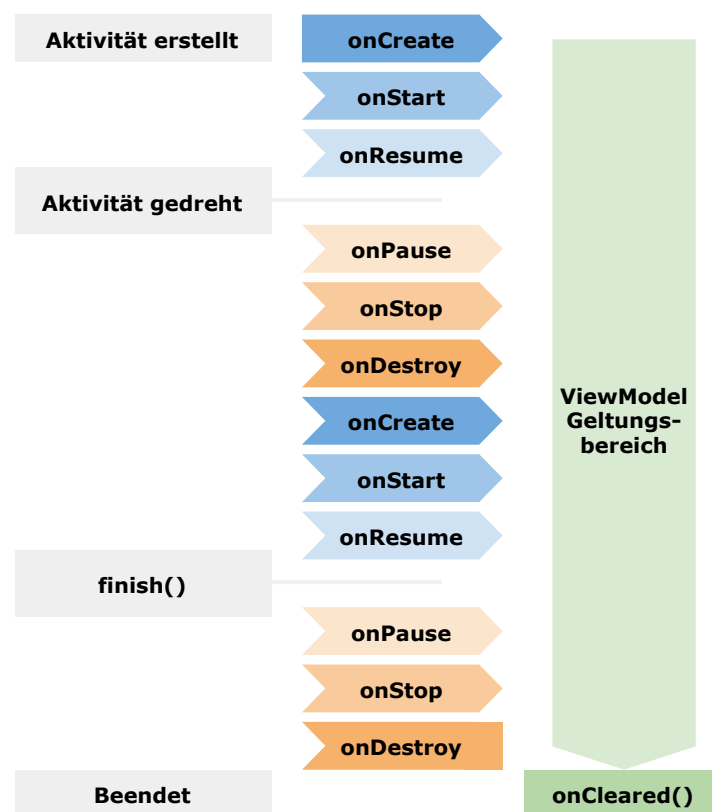 Aktivität erstellt
onCreate
onStart
onResume
Aktivität gedreht
onPause
onStop
onDestroy
onCreate
onStart
onResume
finish()
onPause
onStop
onDestroy
Beendet
ViewModel
Geltungs-
bereich
onCleared()